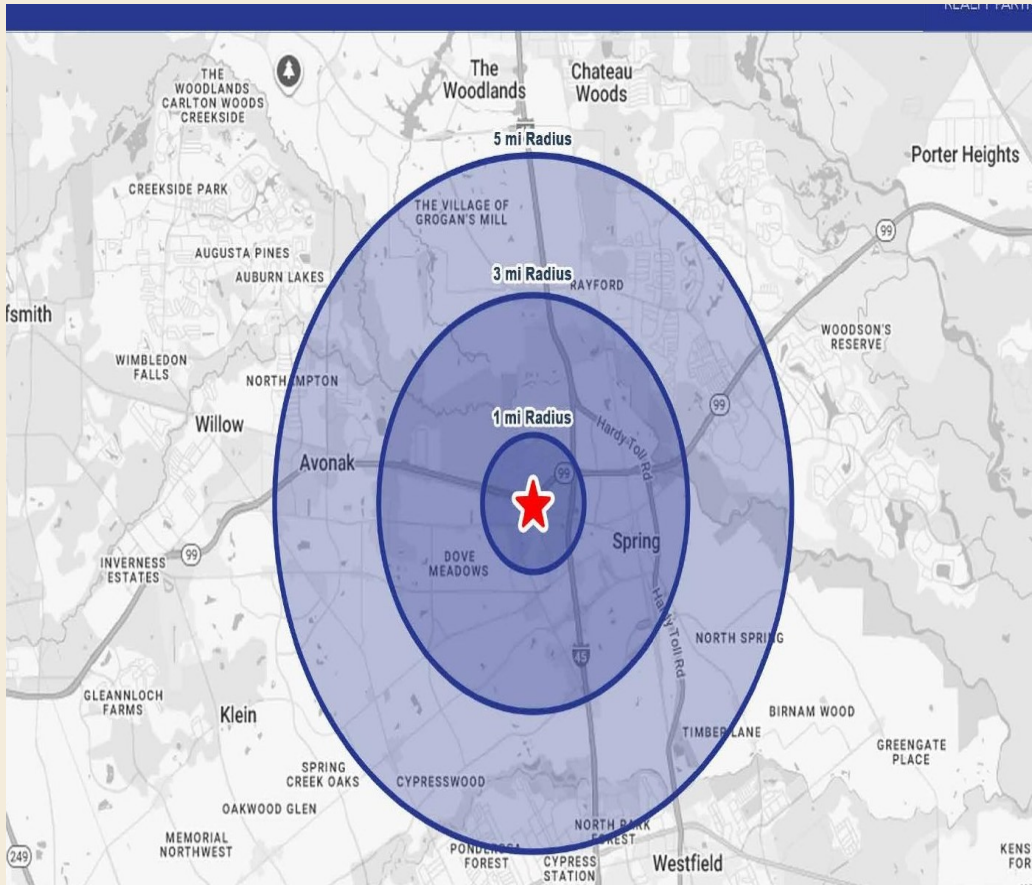 THE
WOODLANDS
CARLTON WOODS
CREEKSIDE
The
Woodlands
Chateau
Woods
5 mi Radius
Porter Heights
CREEKSIDE PARK
THE VILLAGE OF
GROGAN'S MILL
99
AUGUSTA PINES
AUBURN LAKES
3 mi Radius
RAYFORD
fsmith
WOODSON'S
RESERVE
WIMBLEDON
FALLS
NORTHAMPTON
99
Willow
1 mi Radius
Hardy Toll Rd
Avonak
99
Spring
99
INVERNESS
ESTATES
DOVE
MEADOWS
Hardy Toll Rd
NORTH SPRING
45
GLEANNLOCH
FARMS
Klein
BIRNAM WOOD
TIMBER LANE
GREENGATE
PLACE
SPRING
CREEK OAKS
CYPRESSWOOD
OAKWOOD GLEN
MEMORIAL
NORTHWEST
NORTH PARK
FOREST
249
PONDEROSA
FOREST
CYPRESS
STATION
Westfield
KENS
FOR